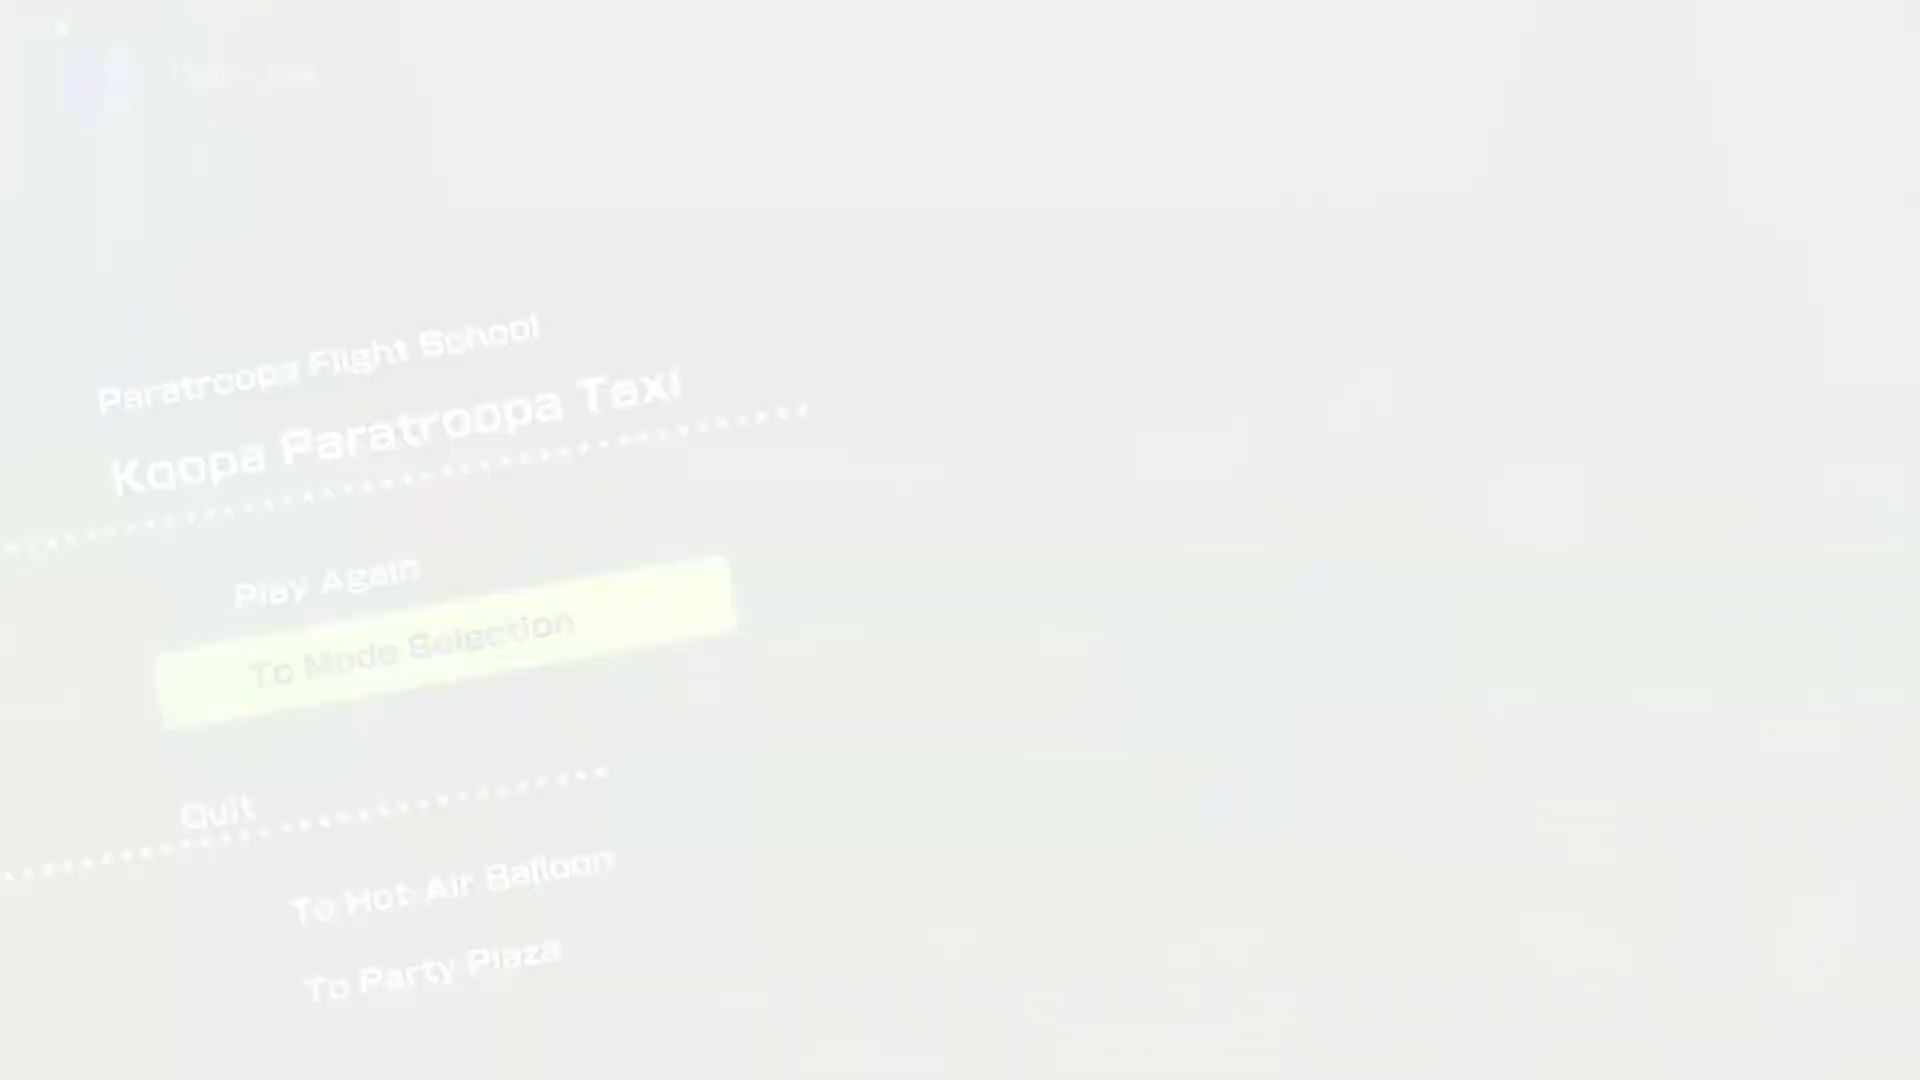 Paratroopa Flight School
Koopa Paratroopa Taxi
Play Again
To Mode Selection
Quit
To Hot-Air Balloon
To Party Plaza